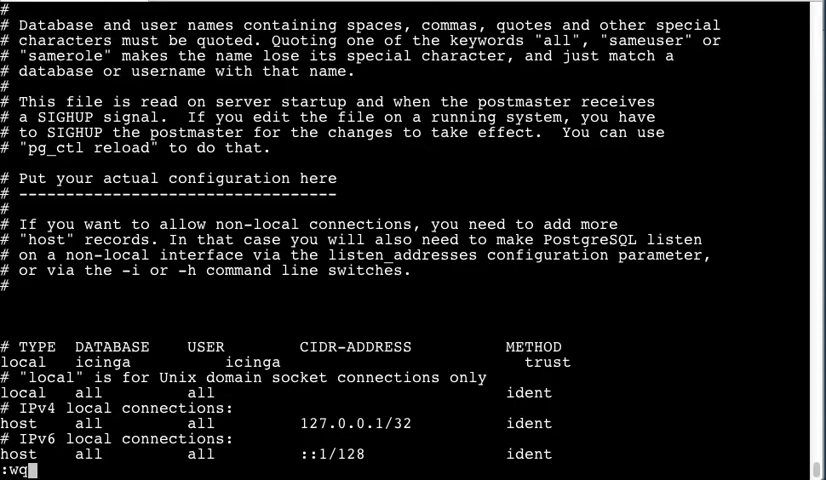 #
# Database and user names containing spaces, commas, quotes and other special
# characters must be quoted. Quoting one of the keywords "all", "sameuser" or
# "samerole" makes the name lose its special character, and just match a
# database or username with that name.
#
# This file is read on server startup and when the postmaster receives
# a SIGHUP signal.  If you edit the file on a running system, you have
# to SIGHUP the postmaster for the changes to take effect.  You can use
# "pg_ctl reload" to do that.

# Put your actual configuration here
# ----------------------------------
#
# If you want to allow non-local connections, you need to add more
# "host" records. In that case you will also need to make PostgreSQL listen
# on a non-local interface via the listen_addresses configuration parameter,
# or via the -i or -h command line switches.
#

# TYPE  DATABASE    USER        CIDR-ADDRESS          METHOD
local   icinga          icinga                          trust
# "local" is for Unix domain socket connections only
local   all         all                               ident
# IPv4 local connections:
host    all         all         127.0.0.1/32          ident
# IPv6 local connections:
host    all         all         ::1/128               ident
:wq